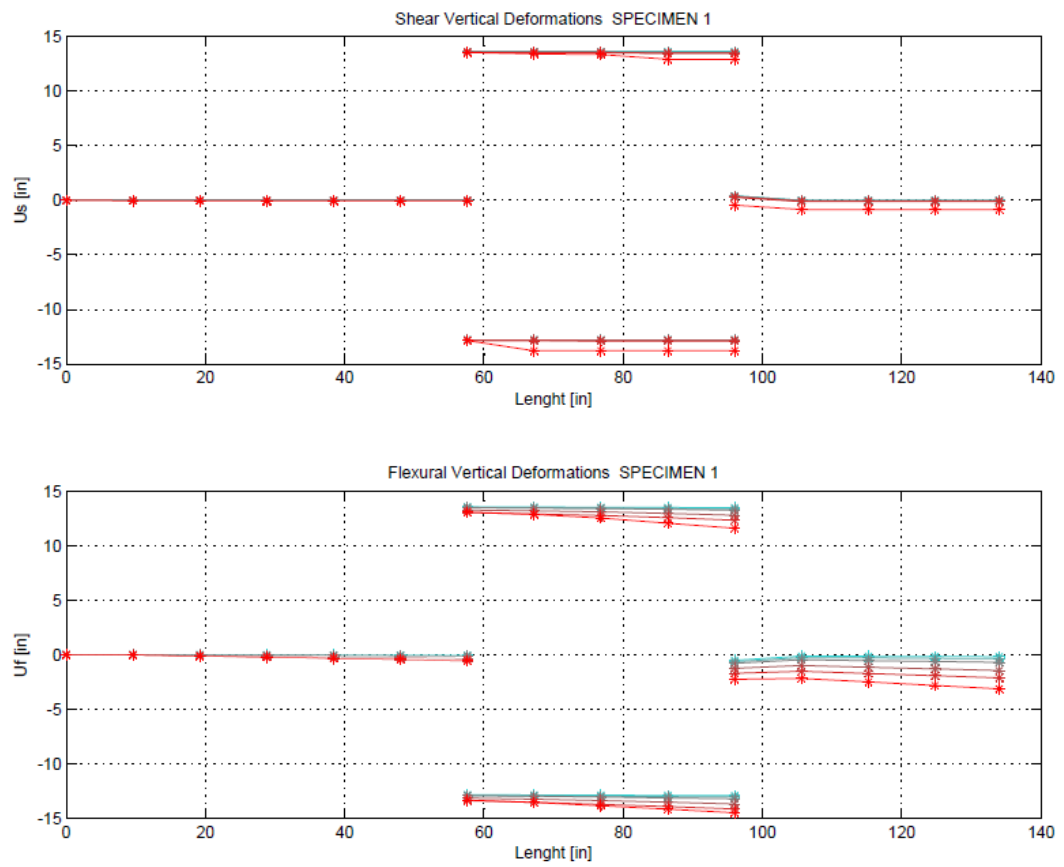 Shear Vertical Deformations SPECIMEN 1
15
10
5
0
-5
-10
-15
Us [in]
0 20 40 60 80 100 120 140
Lenght [in]
Flexural Vertical Deformations SPECIMEN 1
15
10
5
0
-5
-10
-15
Uf [in]
0 20 40 60 80 100 120 140
Lenght [in]